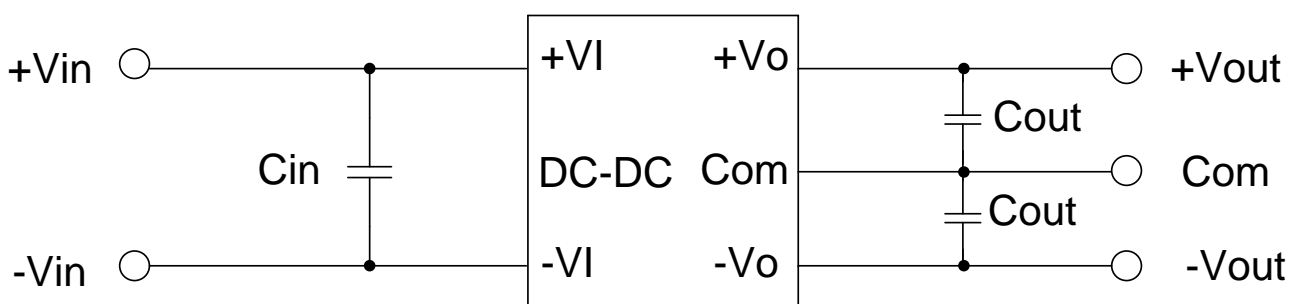 +Vin
+VI
+Vo
+Vout
Cout
Cin
DC-DC
Com
Com
Cout
-Vin
-VI
-Vo
-Vout